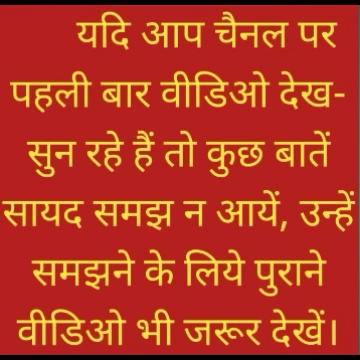 यदि आप चैनल पर
पहली बार वीडिओ देख-
सुन रहे हैं तो कुछ बातें
सायद समझ न आयें, उन्हें
समझने के लिये पुराने
वीडिओ भी जरूर देखें।